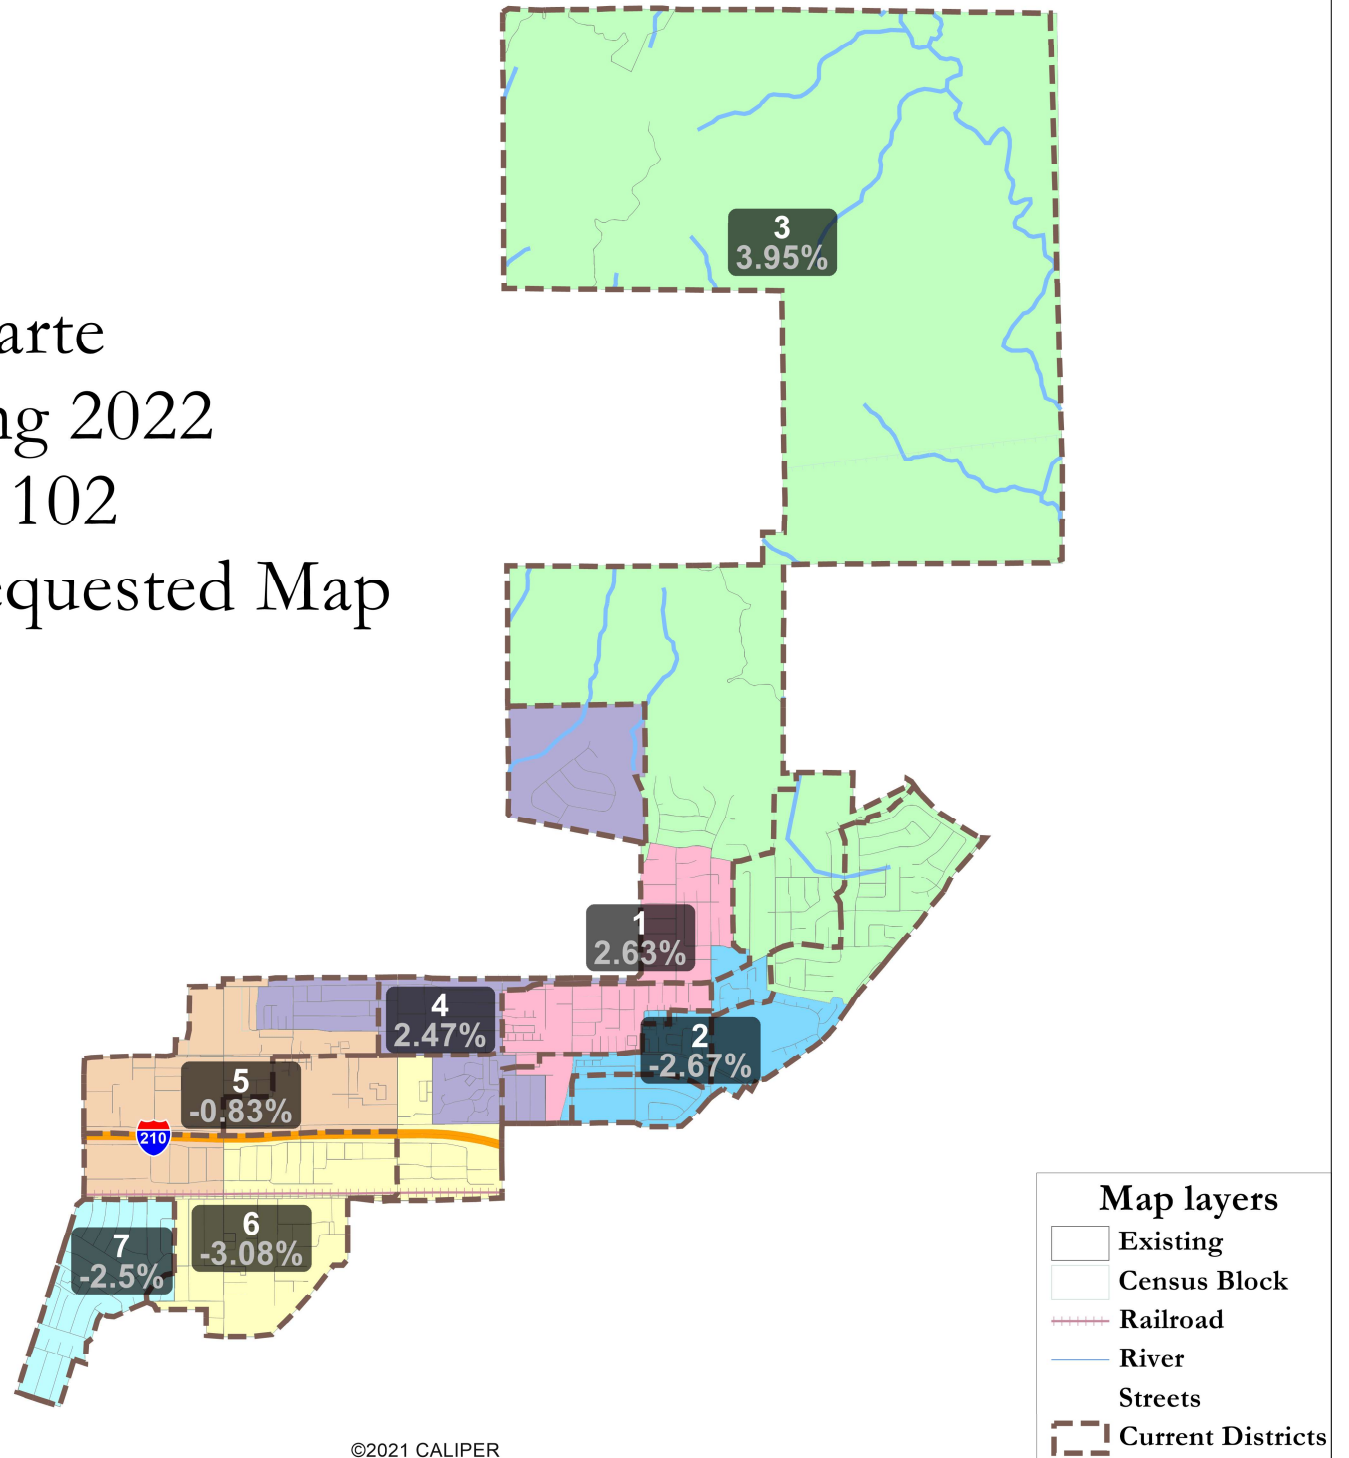 arte
ng 2022
102
equested Map
3
3.95%
1
2.63%
4
2.47%
2
-2.67%
5
-0.83%
210
6
-3.08%
7
-2.5%
Map layers
Existing
Census Block
Railroad
River
Streets
Current Districts
©2021 CALIPER